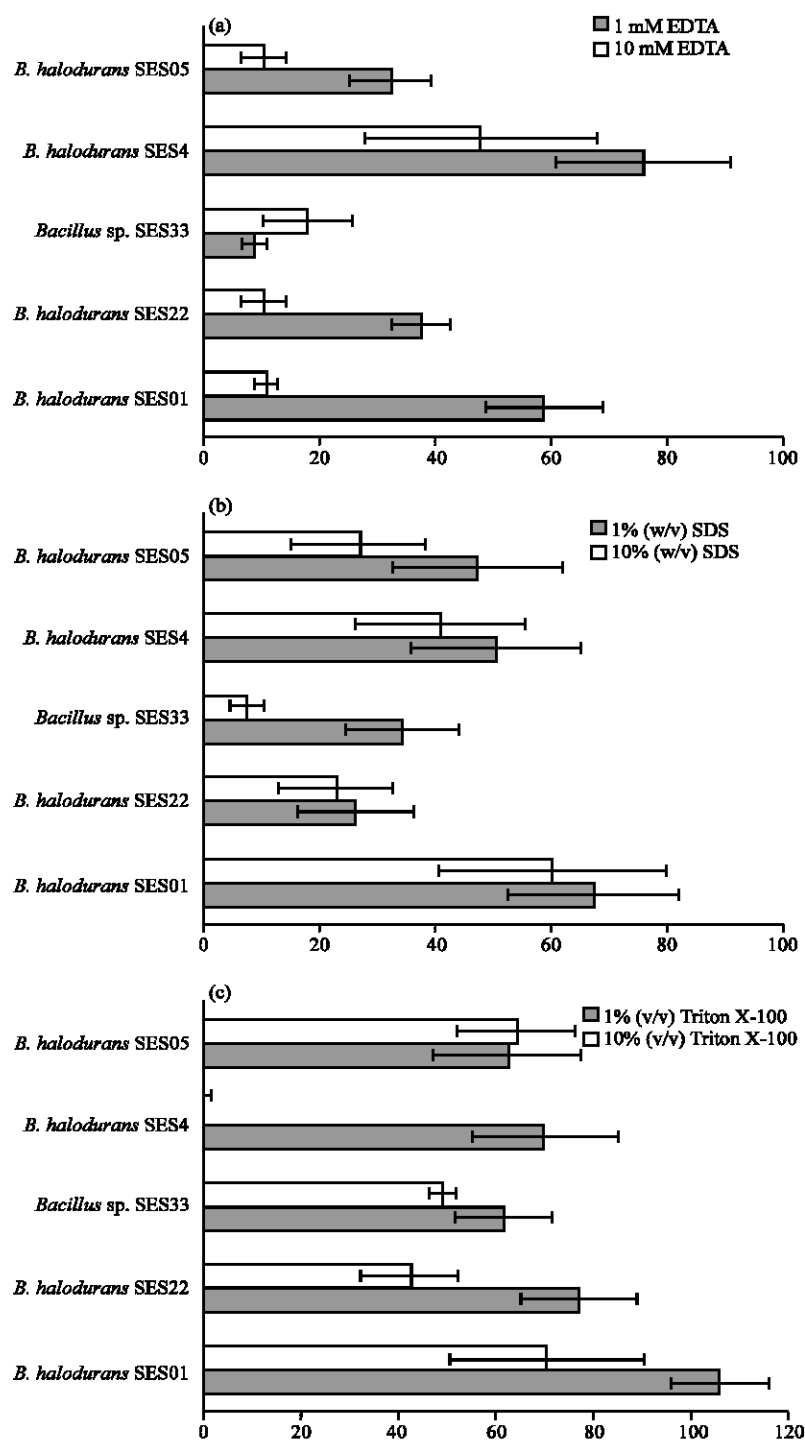 (a)
1 mM EDTA
10 mM EDTA
B. halodurans SES05
B. halodurans SES4
Bacillus sp. SES33
B. halodurans SES22
B. halodurans SES01
0 20 40 60 80 100
(b)
1% (w/v) SDS
10% (w/v) SDS
B. halodurans SES05
B. halodurans SES4
Bacillus sp. SES33
B. halodurans SES22
B. halodurans SES01
0 20 40 60 80 100
(c)
1% (v/v) Triton X-100
10% (v/v) Triton X-100
B. halodurans SES05
B. halodurans SES4
Bacillus sp. SES33
B. halodurans SES22
B. halodurans SES01
0 20 40 60 80 100 120